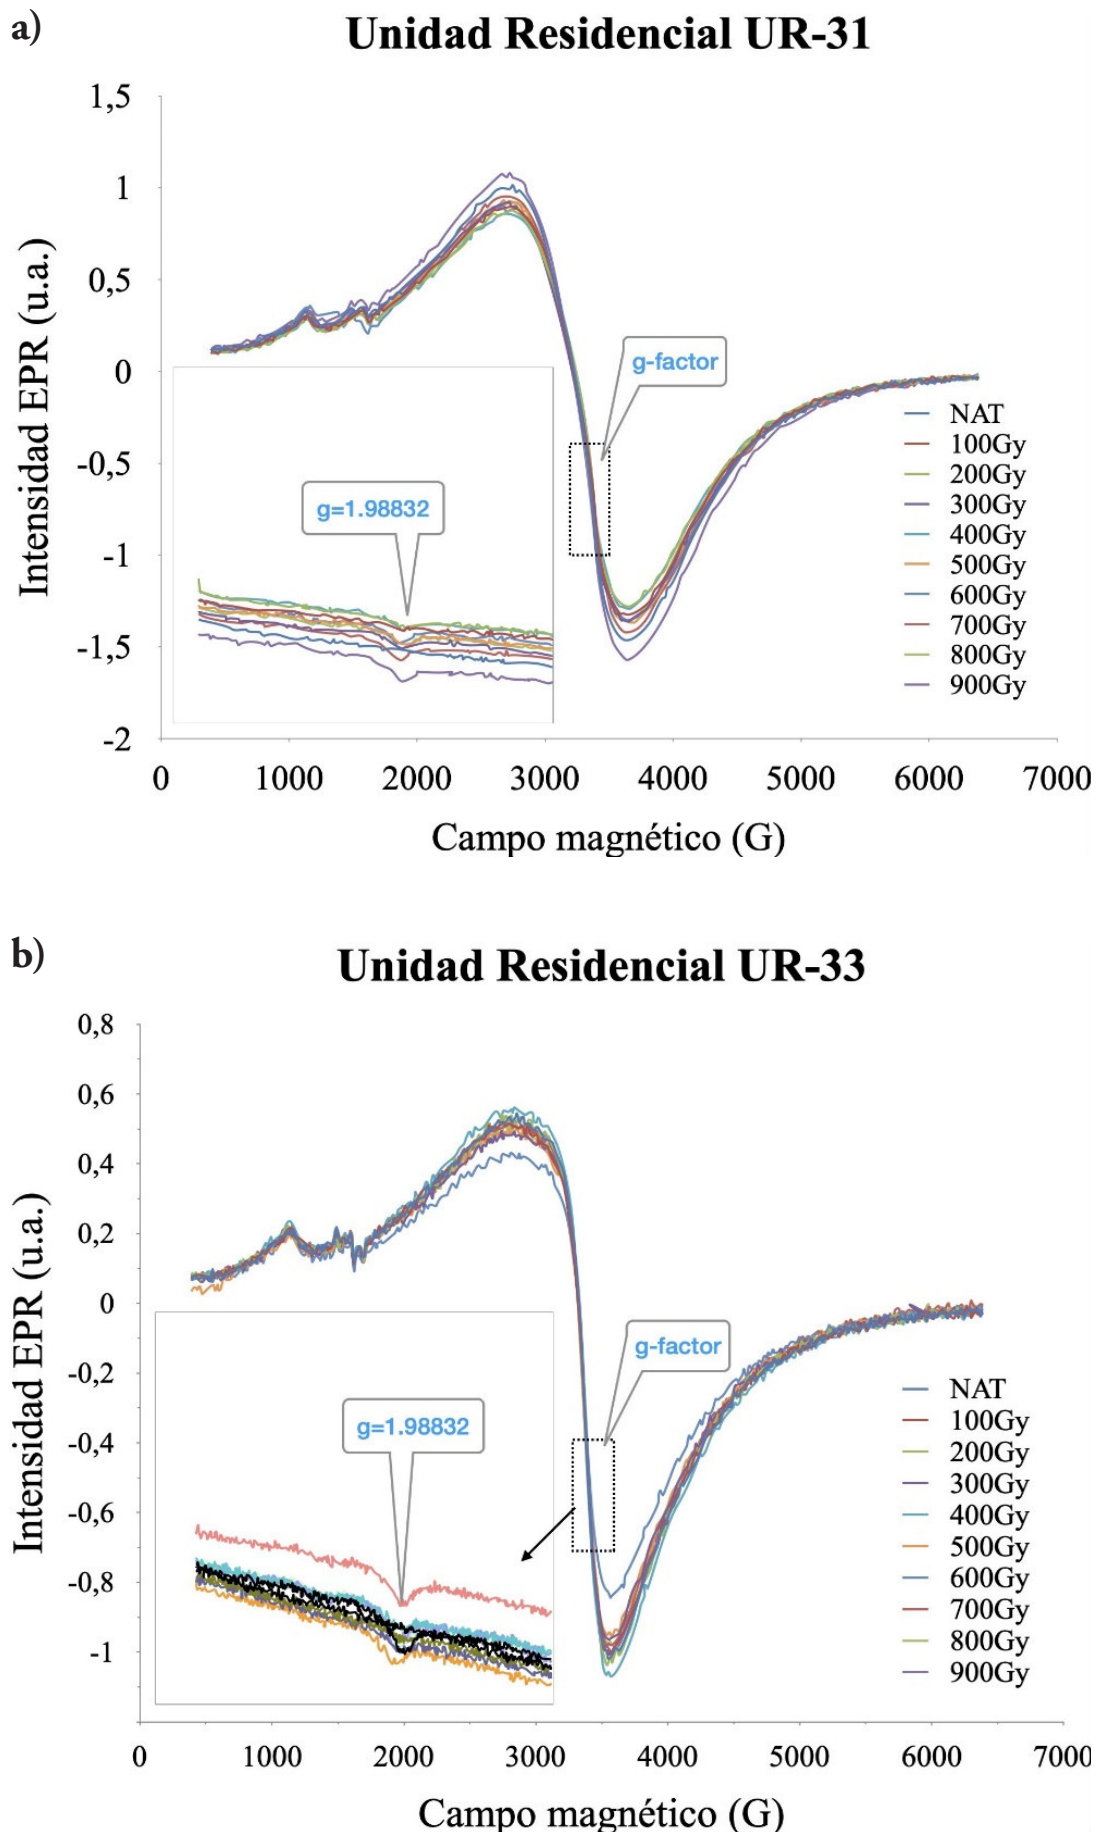 a)
Unidad Residencial UR-31
1,5
1
0,5
0
-0,5
-1
-1,5
-2
Intensidad EPR (u.a.)
g-factor
g=1.98832
NAT
100Gy
200Gy
300Gy
400Gy
500Gy
600Gy
700Gy
800Gy
900Gy
0 1000 2000 3000 4000 5000 6000 7000
Campo magnético (G)
b)
Unidad Residencial UR-33
0,8
0,6
0,4
0,2
0
-0,2
-0,4
-0,6
-0,8
-1
Intensidad EPR (u.a.)
g-factor
g=1.98832
NAT
100Gy
200Gy
300Gy
400Gy
500Gy
600Gy
700Gy
800Gy
900Gy
0 1000 2000 3000 4000 5000 6000 7000
Campo magnético (G)